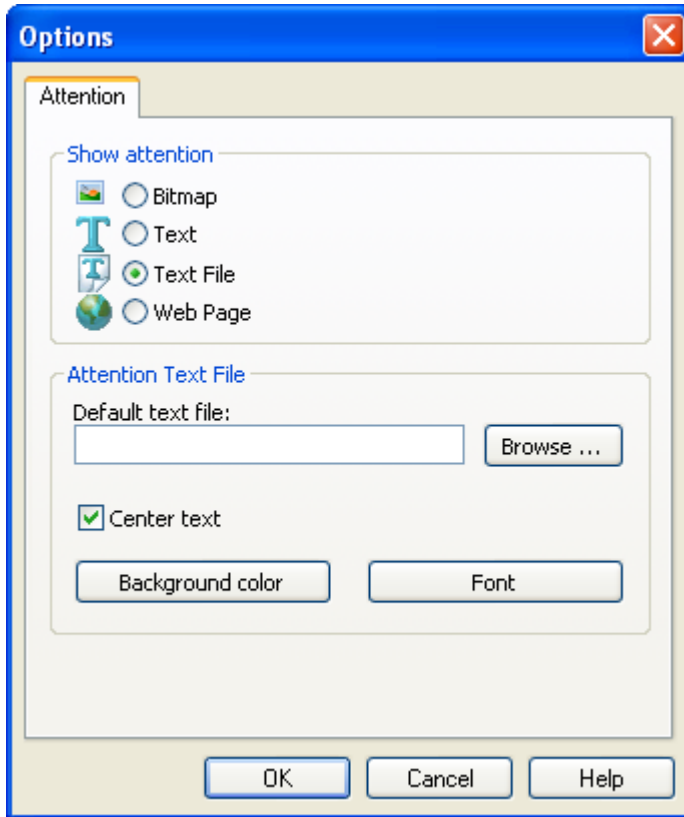 Options
Attention
Show attention
Bitmap
Text
Text File
Web Page
Attention Text File
Default text file:
Browse ...
Center text
Background color Font
OK Cancel Help